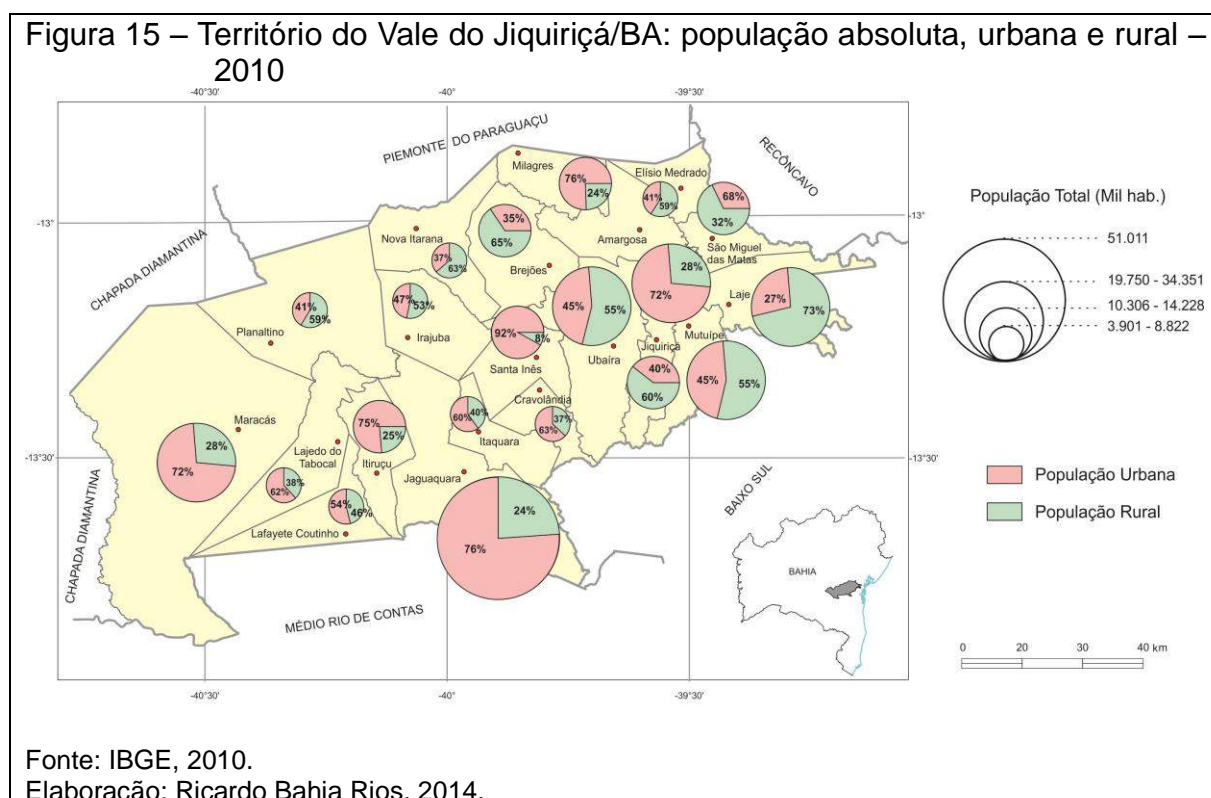 Figura 15 – Território do Vale do Jiquiriçá/BA: população absoluta, urbana e rural –
2010
-40°30'
-40°
-39°30'
PIEMONTE DO PARAGUAÇU
RECÔNCAVO
CHAPADA DIAMANTINA
-13°
-13°
Milagres
76%
24%
Elísio Medrado
41%
59%
68%
32%
São Miguel
das Matas
Nova Itarana
37%
63%
35%
65%
Brejões
Amargosa
28%
72%
Laje
27%
73%
Planaltino
41%
59%
47%
53%
Irajuba
92%
8%
Santa Inês
45%
55%
Ubaíra
Jiquiriçá
40%
60%
Mutuípe
45%
55%
Cravolândia
37%
63%
60%
40%
Itaquara
Maracás
28%
72%
Lajedo do
Tabocal
38%
62%
75%
25%
Itiruçu
54%
46%
Lafayete Coutinho
Jaguaquara
24%
76%
-13°30'
-13°30'
CHAPADA DIAMANTINA
MÉDIO RIO DE CONTAS
BAIXO SUL
BAHIA
-40°30'
-40°
-39°30'
População Total (Mil hab.)
51.011
19.750 - 34.351
10.306 - 14.228
3.901 - 8.822
População Urbana
População Rural
0 20 30 40 km
Fonte: IBGE, 2010.
Elaboração: Ricardo Bahia Rios, 2014.